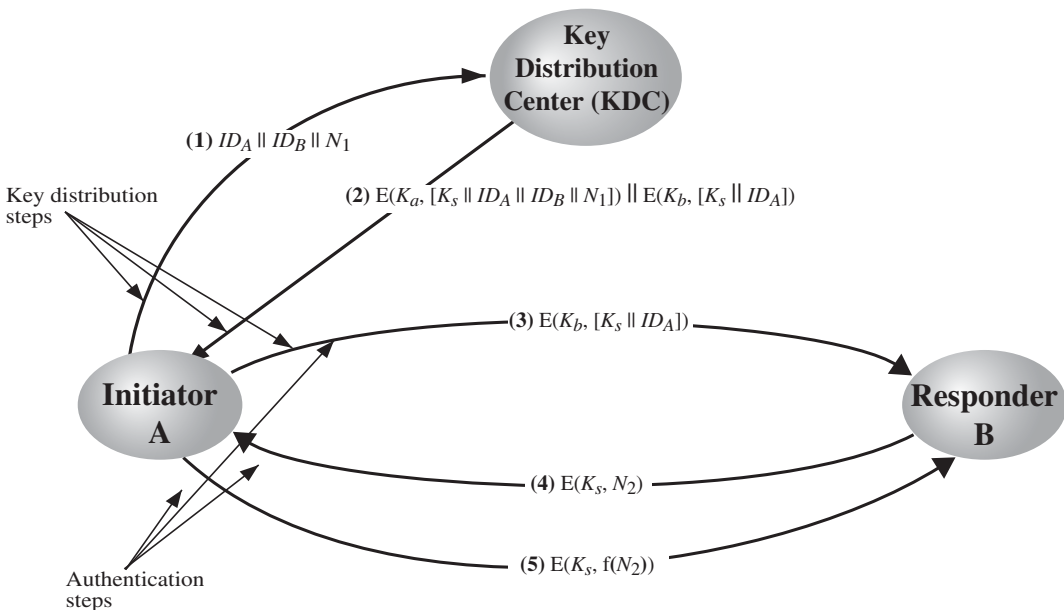 Key
Distribution
Center (KDC)
(1) ID_A || ID_B || N_1
Key distribution
steps
(2) E(K_a, [K_s || ID_A || ID_B || N_1]) || E(K_b, [K_s || ID_A])
(3) E(K_b, [K_s || ID_A])
Initiator
A
Responder
B
(4) E(K_s, N_2)
(5) E(K_s, f(N_2))
Authentication
steps